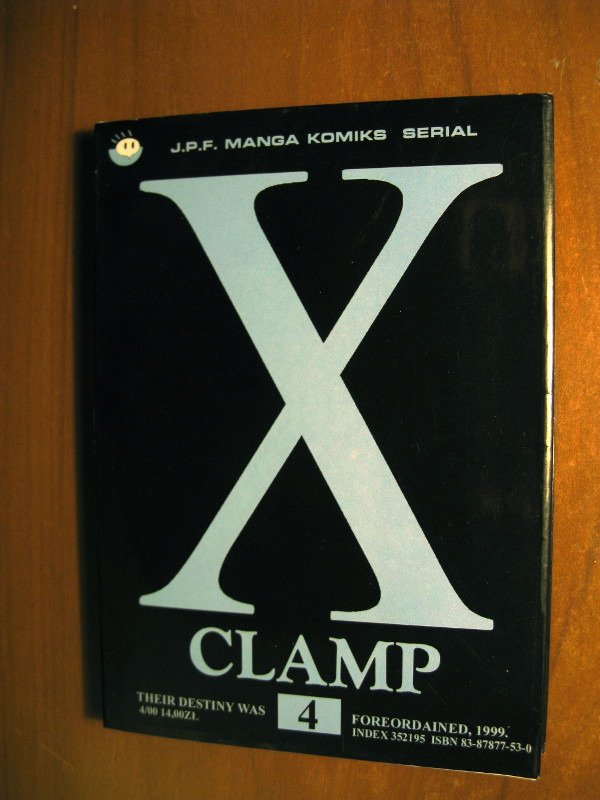 J.P.F. MANGA KOMIKS SERIAL
X
CLAMP
THEIR DESTINY WAS
4/00 14,00ZŁ
4
FOREORDAINED, 1999.
INDEX 352195 ISBN 83-87877-53-0